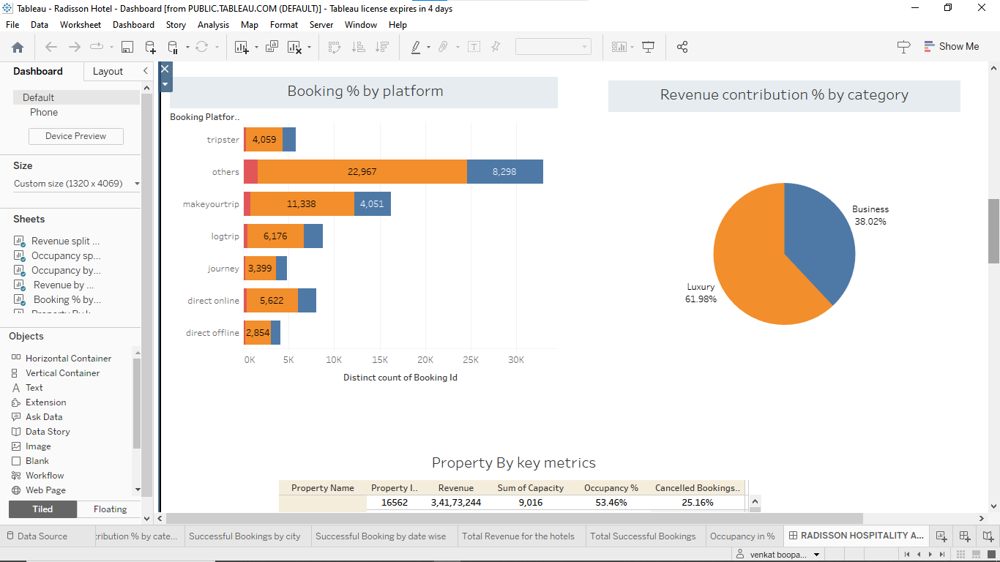 Tableau - Radisson Hotel - Dashboard [from PUBLIC.TABLEAU.COM (DEFAULT)] - Tableau license expires in 4 days
File Data Worksheet Dashboard Story Analysis Map Format Server Window Help
Show Me
Dashboard Layout
Default
Phone
Device Preview
Size
Custom size (1320 x 4069)
Sheets
Revenue split ...
Occupancy sp...
Occupancy by...
Revenue by ...
Booking % by...
Objects
Horizontal Container
Vertical Container
Text
Extension
Ask Data
Data Story
Image
Blank
Workflow
Web Page
Tiled Floating
Booking % by platform
Booking Platfor..
tripster 4,059
others 22,967 8,298
makeyourtrip 11,338 4,051
logtrip 6,176
journey 3,399
direct online 5,622
direct offline 2,854
0K 5K 10K 15K 20K 25K 30K
Distinct count of Booking Id
Revenue contribution % by category
Business
38.02%
Luxury
61.98%
Property By key metrics
Property Name Property I.. Revenue Sum of Capacity Occupancy % Cancelled Bookings..
16562 3,41,73,244 9,016 53.46% 25.16%
Data Source tribution % by cate... Successful Bookings by city Successful Booking by date wise Total Revenue for the hotels Total Successful Bookings Occupancy in % RADISSON HOSPITALITY A...
venkat boopa...